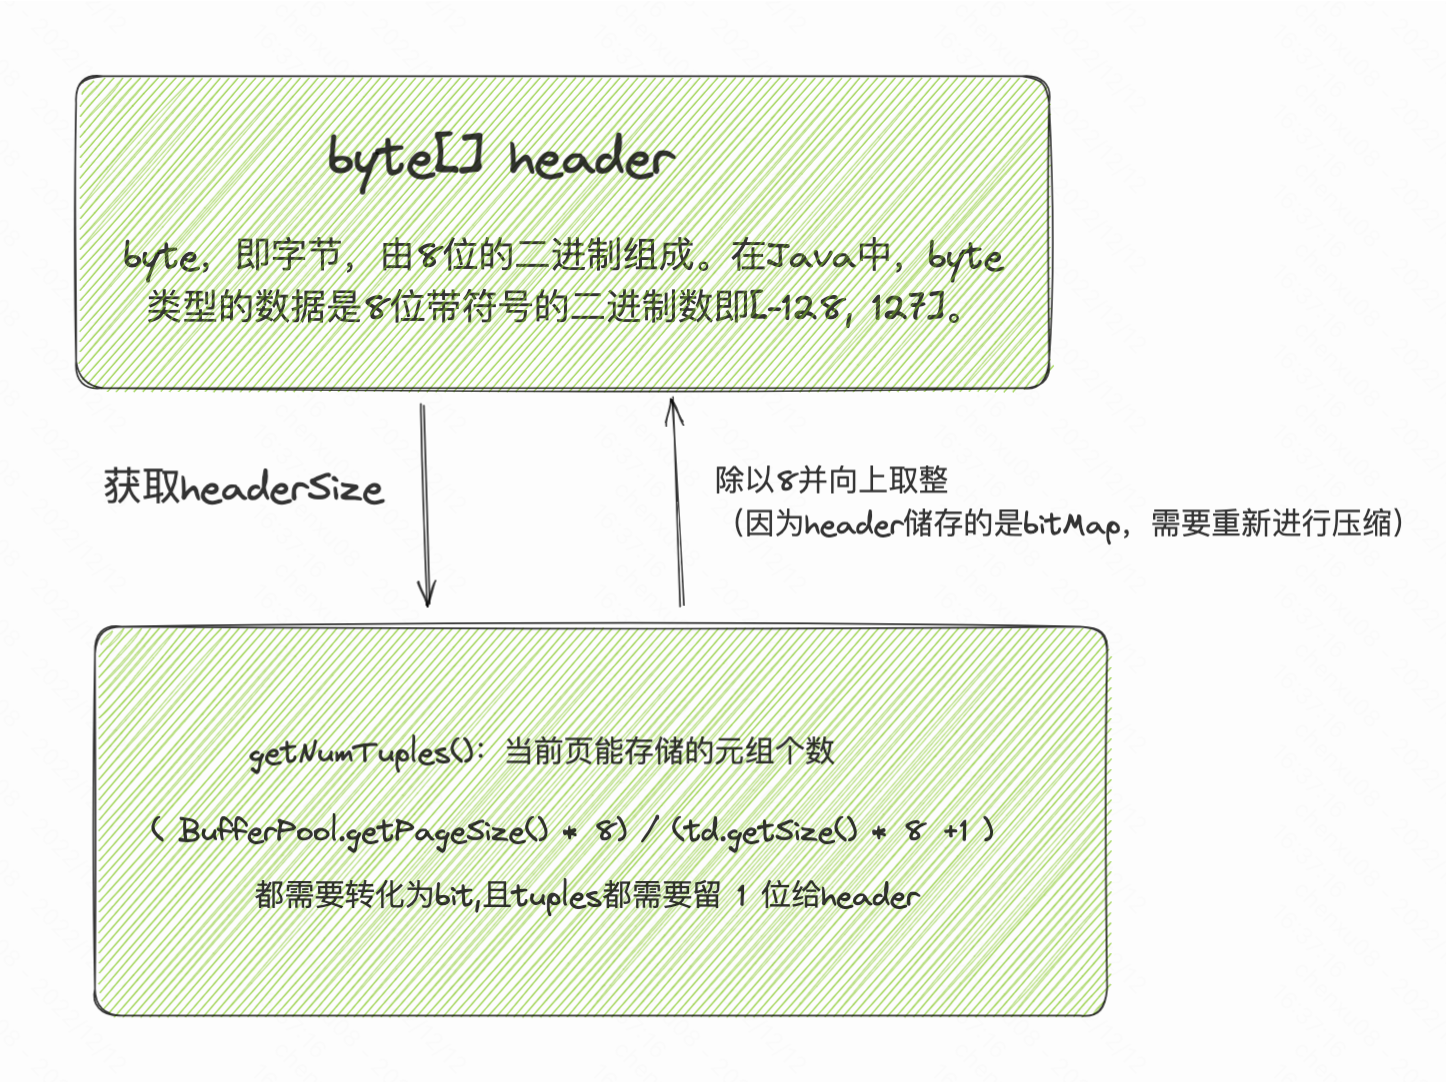 byte[] header
byte，即字节，由8位的二进制组成。在Java中，byte
类型的数据是8位带符号的二进制数即[-128, 127]。
获取headerSize
除以8并向上取整
（因为header储存的是bitMap，需要重新进行压缩）
getNumTuples()：当前页能存储的元组个数
( BufferPool.getPageSize() * 8) / (td.getSize() * 8 +1 )
都需要转化为bit,且tuples都需要留 1 位给header